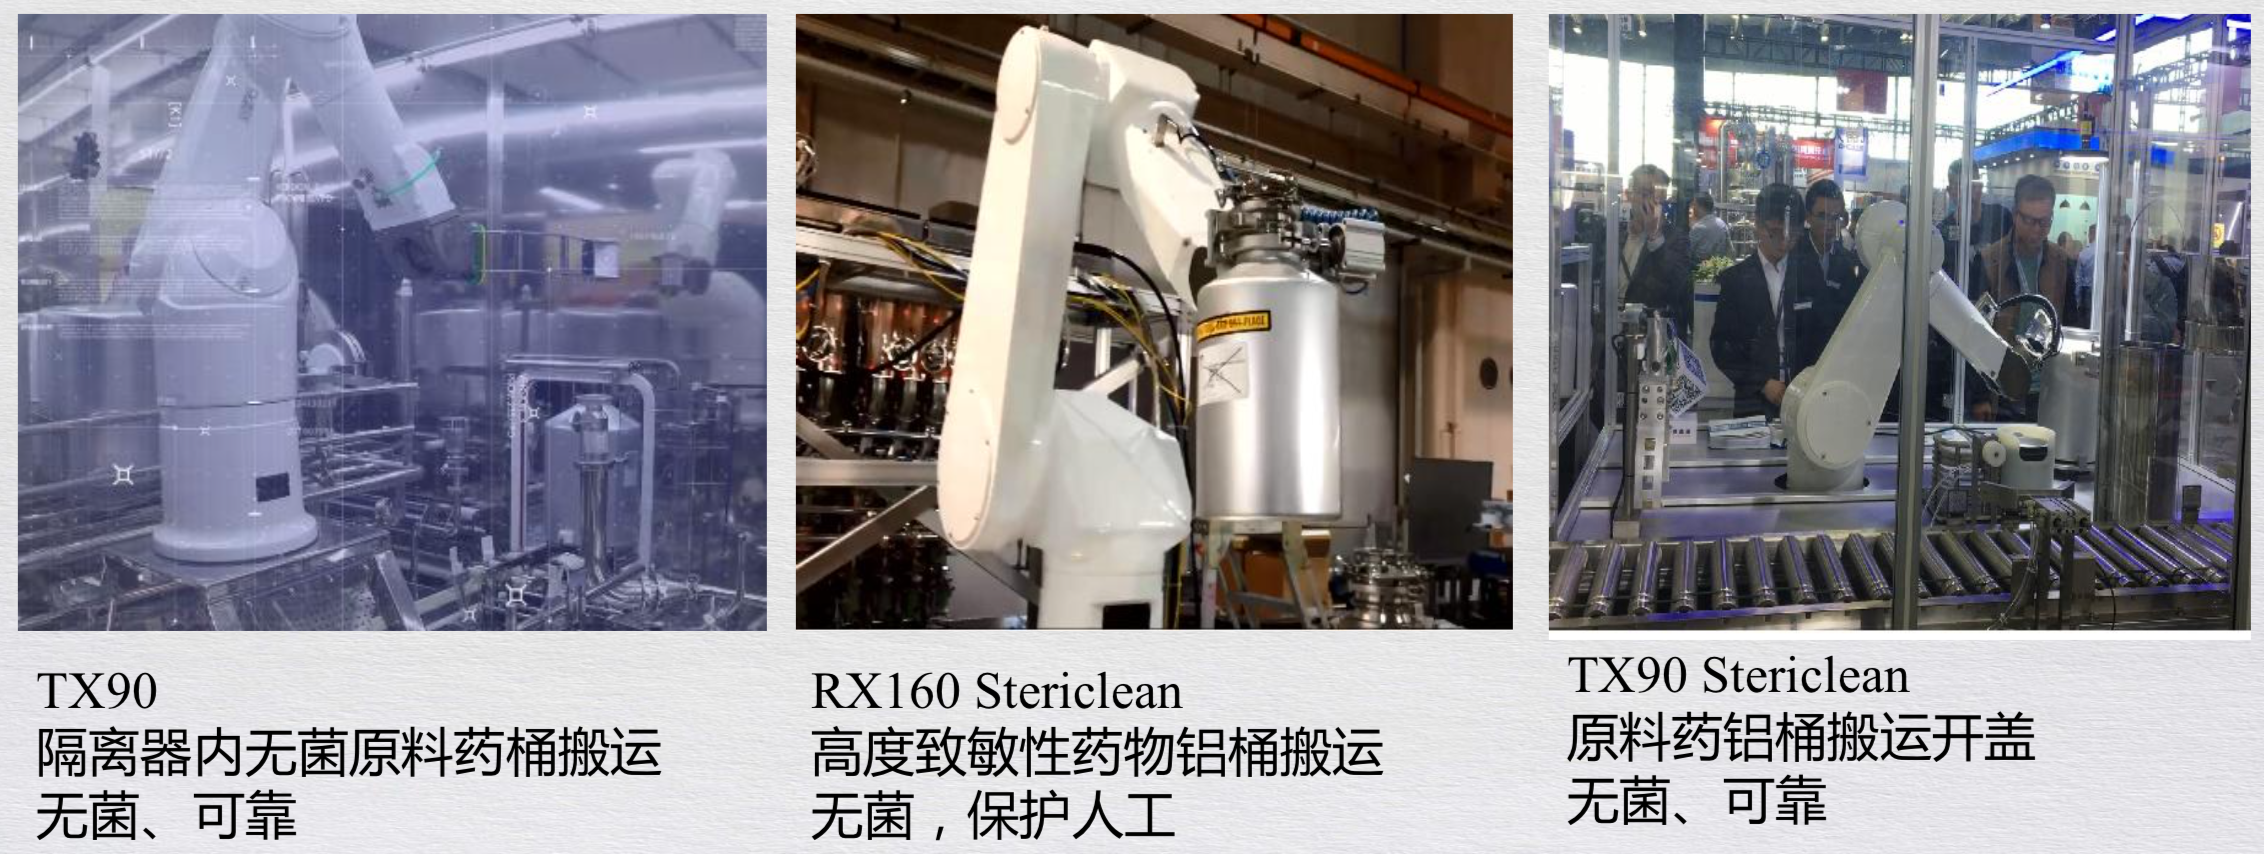 TX90
隔离器内无菌原料药桶搬运
无菌、可靠
RX160 Stericlean
高度致敏性药物铝桶搬运
无菌，保护人工
TX90 Stericlean
原料药铝桶搬运开盖
无菌、可靠